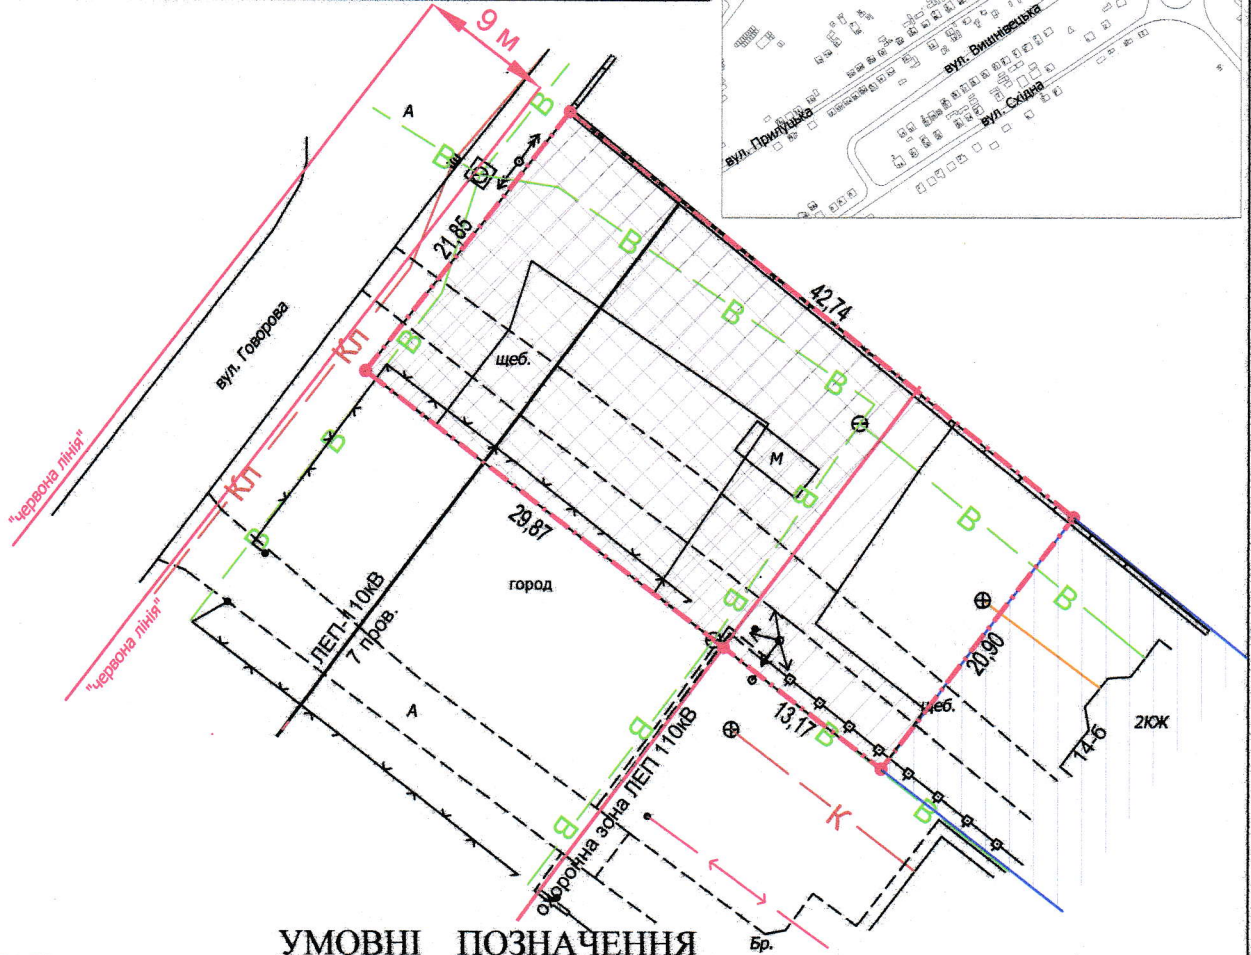 9 м
вул. Вишнівецька
вул. Прилуцька
вул. Східна
А
В
В
Ш
21,85
В
В
42,74
В
вул. Говорова
КЛ
В
щеб.
В
М
В
"червона лінія"
КЛ
В
В
29,87
В
город
В
В
ЛЕП-110кВ
7 пров.
В
20,90
"червона лінія"
щеб.
13,17
В
А
В
14-б
2КЖ
охоронна зона ЛЕП 110кВ
К
В
В
Бр.
УМОВНІ ПОЗНАЧЕННЯ